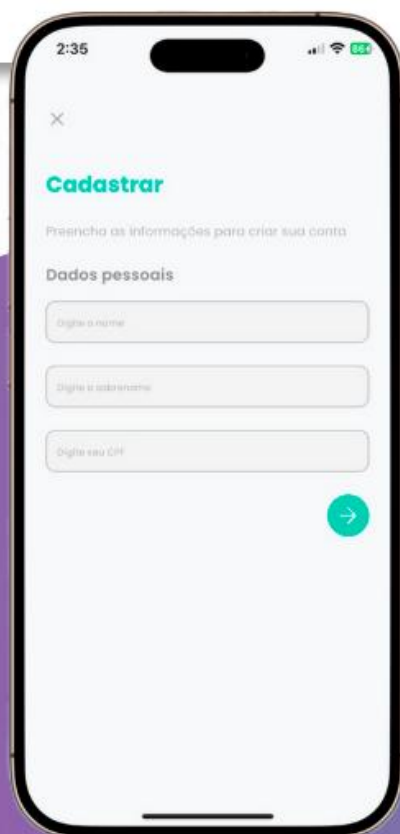 2:35
66
Cadastrar
Preencha as informações para criar sua conta
Dados pessoais
Digite o nome
Digite o sobrenome
Digite seu CPF